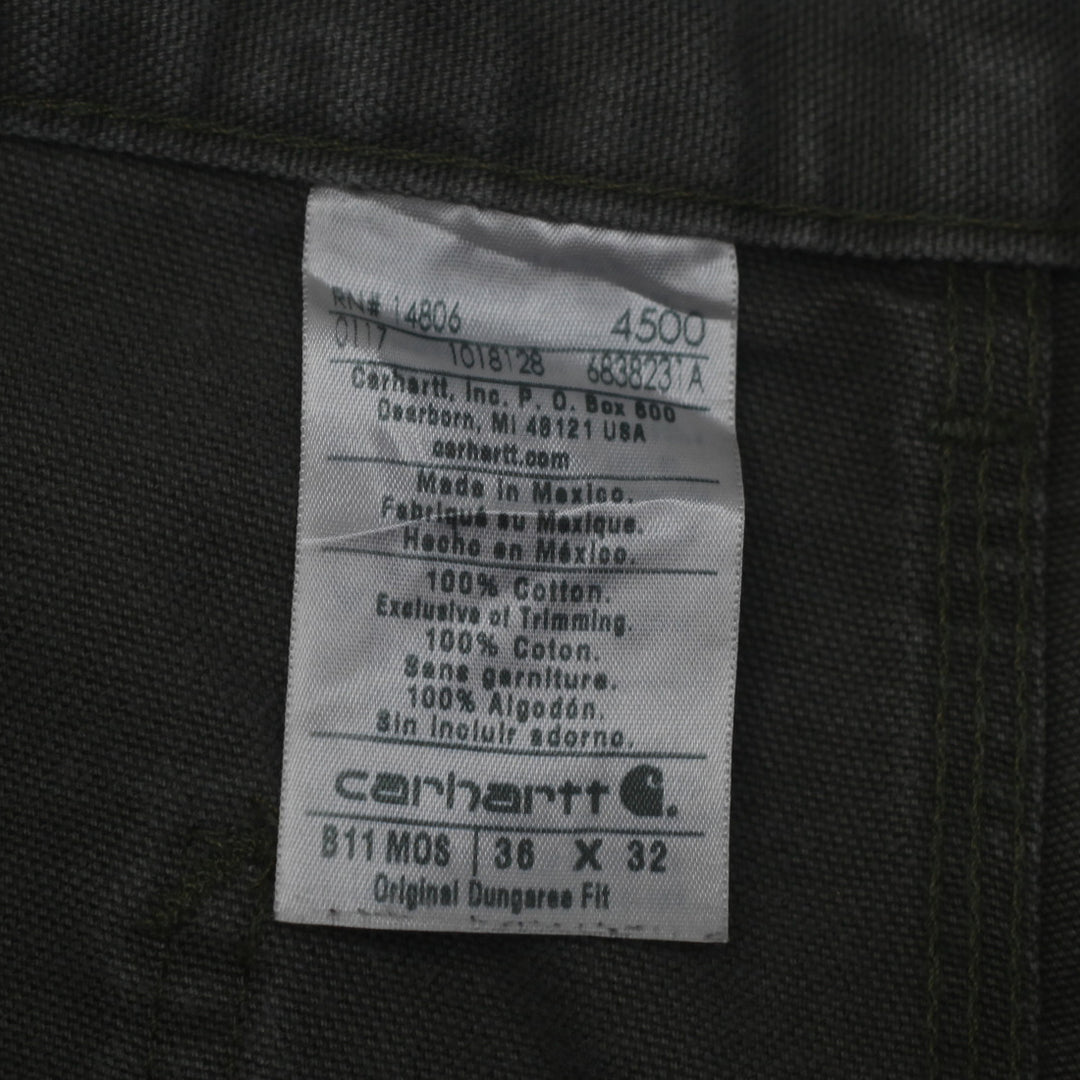 RN# 14806 4500
0117 1018128 6838231A
Carhartt, Inc. P. O. Box 600
Dearborn, MI 48121 USA
carhartt.com
Made in Mexico.
Fabriqué au Mexique.
Hecho en México.
100% Cotton.
Exclusive of Trimming.
100% Coton.
Sans garniture.
100% Algodón.
Sin incluir adorno.
carhartt
B11 MOS 36 X 32
Original Dungaree Fit